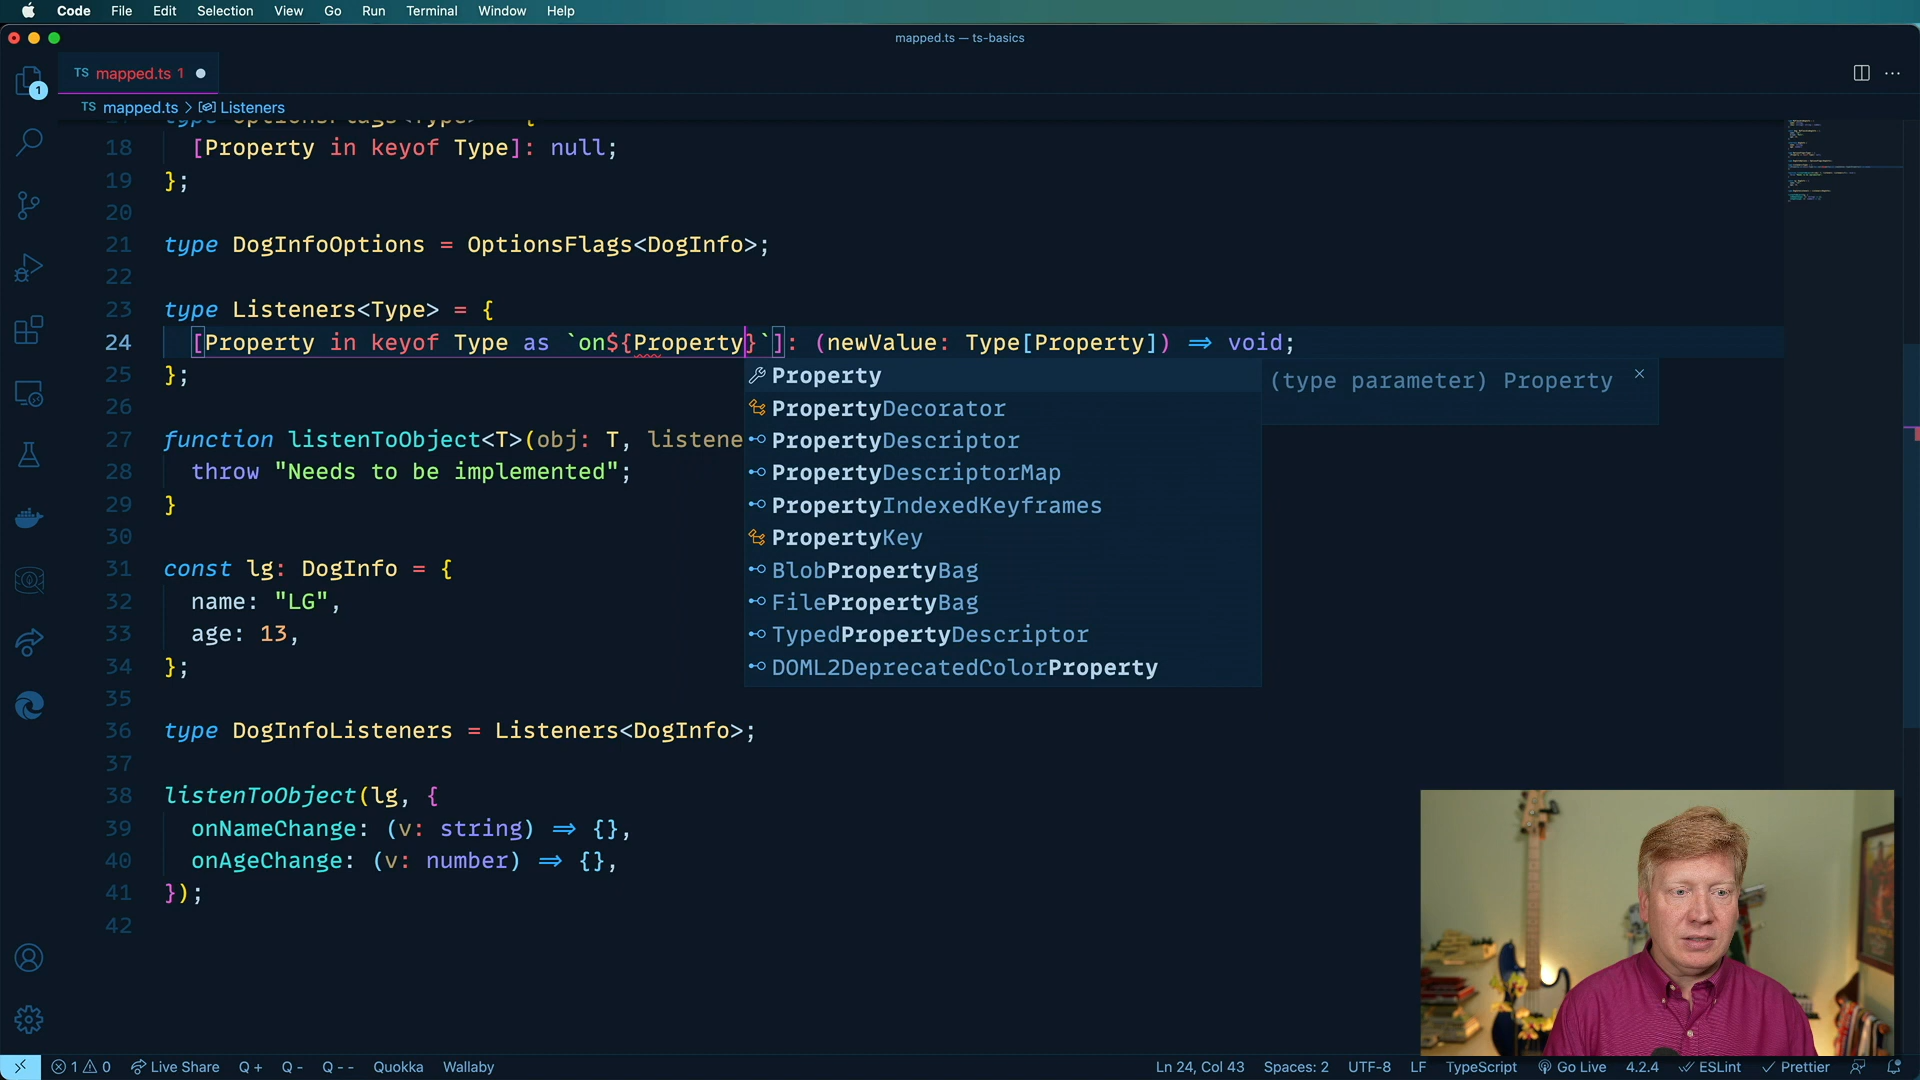 Code File Edit Selection View Go Run Terminal Window Help
mapped.ts — ts-basics
TS mapped.ts 1
TS mapped.ts > Listeners
1
type OptionsFlags<Type> = {
18 [Property in keyof Type]: null;
19 };
20
21 type DogInfoOptions = OptionsFlags<DogInfo>;
22
23 type Listeners<Type> = {
24 [Property in keyof Type as `on${Property}`]: (newValue: Type[Property]) => void;
25 };
Property
(type parameter) Property ×
PropertyDecorator
26
27 function listenToObject<T>(obj: T, listene
PropertyDescriptor
28 throw "Needs to be implemented";
PropertyDescriptorMap
29 }
PropertyIndexedKeyframes
30
PropertyKey
31 const lg: DogInfo = {
BlobPropertyBag
32 name: "LG",
FilePropertyBag
33 age: 13,
TypedPropertyDescriptor
34 };
DOML2DeprecatedColorProperty
35
36 type DogInfoListeners = Listeners<DogInfo>;
37
38 listenToObject(lg, {
39 onNameChange: (v: string) => {},
40 onAgeChange: (v: number) => {},
41 });
42
1 0 Live Share Q + Q - Q - - Quokka Wallaby Ln 24, Col 43 Spaces: 2 UTF-8 LF TypeScript Go Live 4.2.4 ESLint Prettier